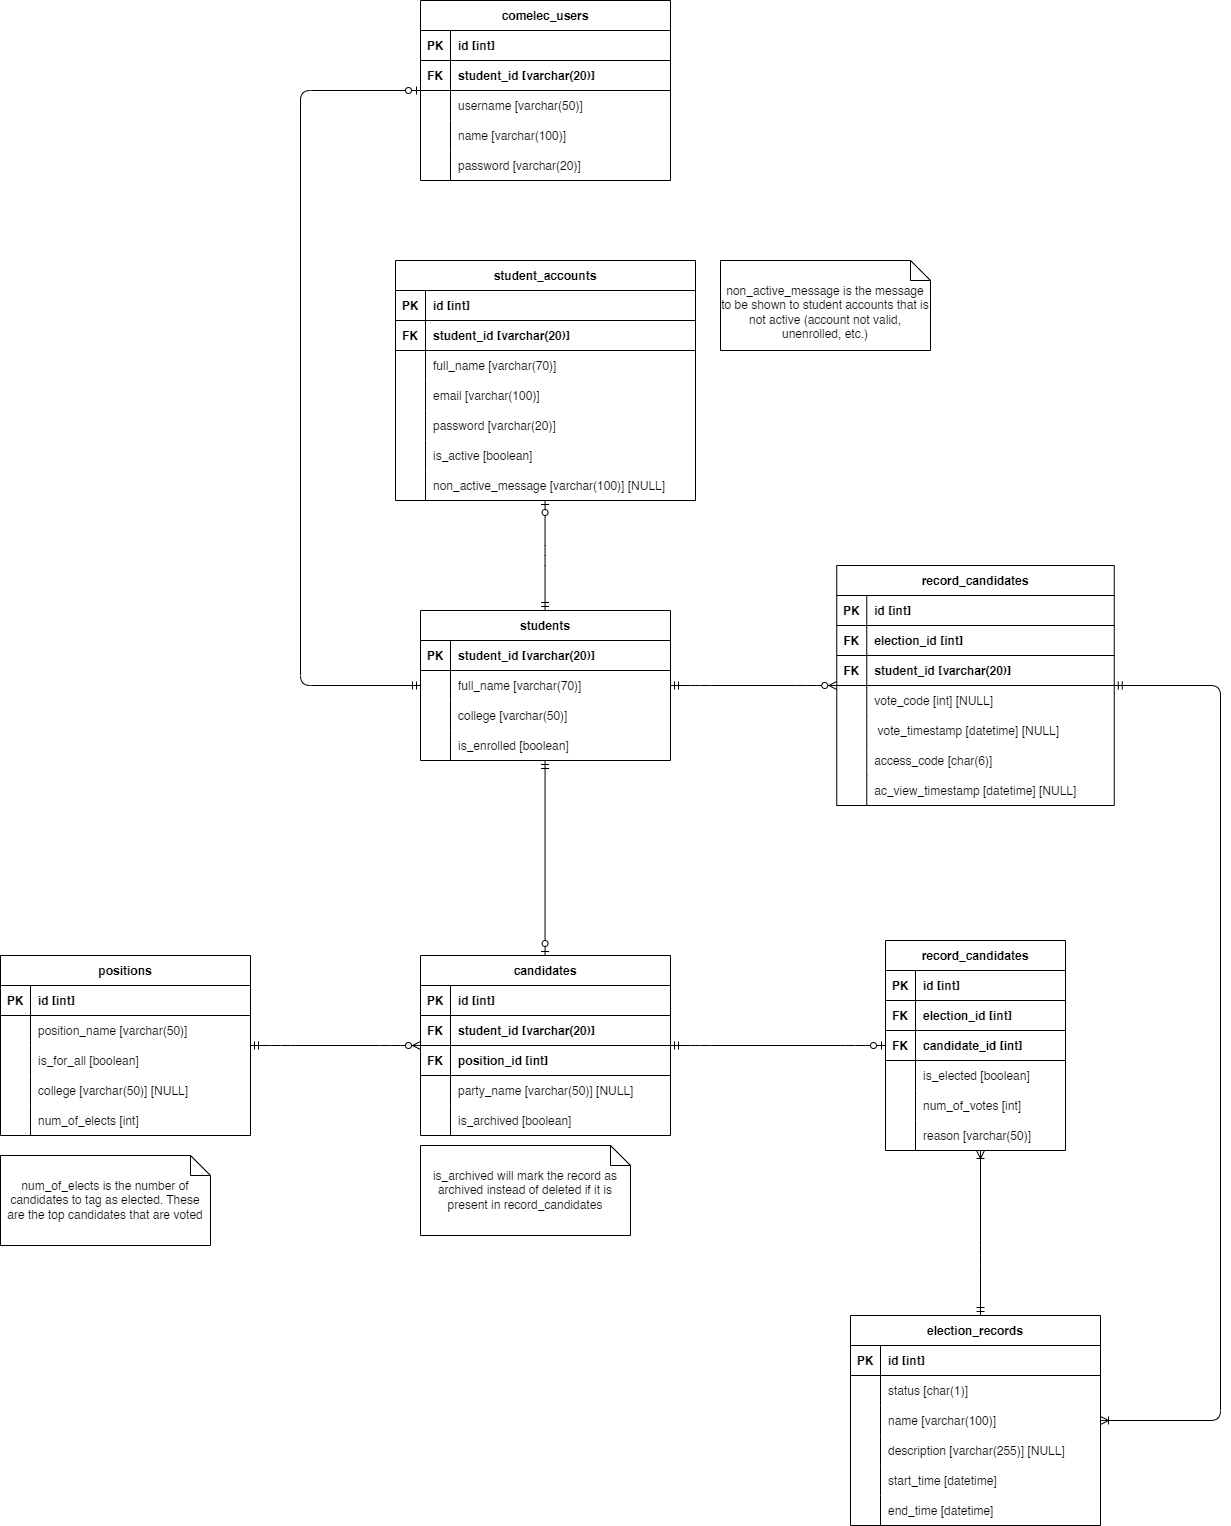 comelec_users
PK id [int]
FK student_id [varchar(20)]
username [varchar(50)]
name [varchar(100)]
password [varchar(20)]
student_accounts
PK id [int]
FK student_id [varchar(20)]
full_name [varchar(70)]
email [varchar(100)]
password [varchar(20)]
is_active [boolean]
non_active_message [varchar(100)] [NULL]
non_active_message is the message
to be shown to student accounts that is
not active (account not valid,
unenrolled, etc.)
students
PK student_id [varchar(20)]
full_name [varchar(70)]
college [varchar(50)]
is_enrolled [boolean]
record_candidates
PK id [int]
FK election_id [int]
FK student_id [varchar(20)]
vote_code [int] [NULL]
vote_timestamp [datetime] [NULL]
access_code [char(6)]
ac_view_timestamp [datetime] [NULL]
positions
PK id [int]
position_name [varchar(50)]
is_for_all [boolean]
college [varchar(50)] [NULL]
num_of_elects [int]
num_of_elects is the number of
candidates to tag as elected. These
are the top candidates that are voted
candidates
PK id [int]
FK student_id [varchar(20)]
FK position_id [int]
party_name [varchar(50)] [NULL]
is_archived [boolean]
is_archived will mark the record as
archived instead of deleted if it is
present in record_candidates
record_candidates
PK id [int]
FK election_id [int]
FK candidate_id [int]
is_elected [boolean]
num_of_votes [int]
reason [varchar(50)]
election_records
PK id [int]
status [char(1)]
name [varchar(100)]
description [varchar(255)] [NULL]
start_time [datetime]
end_time [datetime]